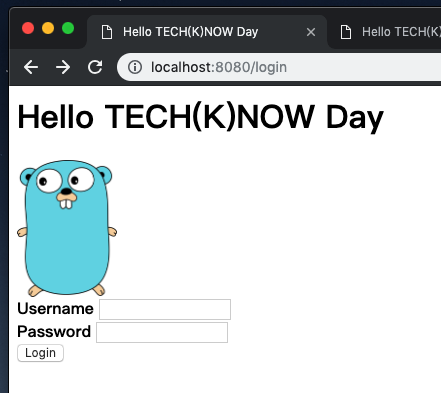 Hello TECH(K)NOW Day
Hello TECH(K)
localhost:8080/login
Hello TECH(K)NOW Day
Username
Password
Login